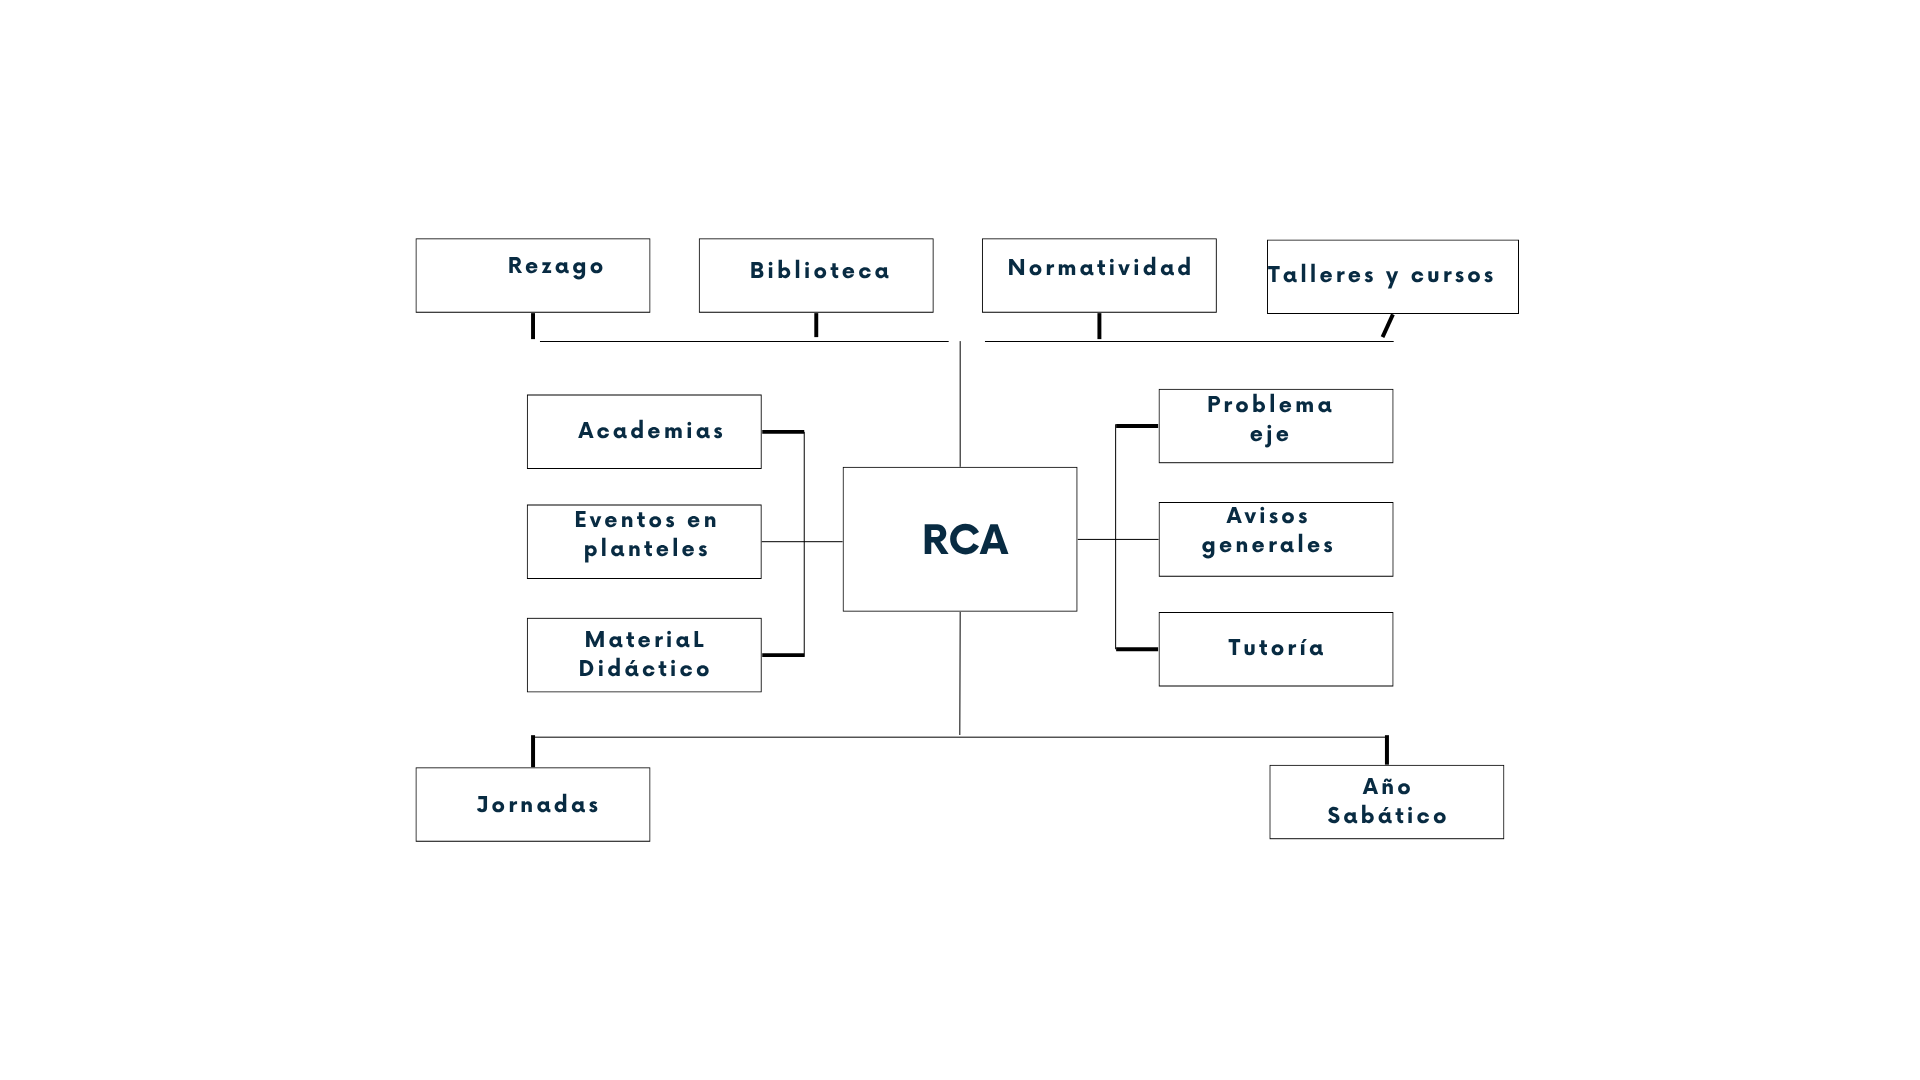 Rezago
Biblioteca
Normatividad
Talleres y cursos
Academias
Problema
eje
Eventos en
planteles
RCA
Avisos
generales
MateriaL
Didáctico
Tutoría
Jornadas
Año
Sabático